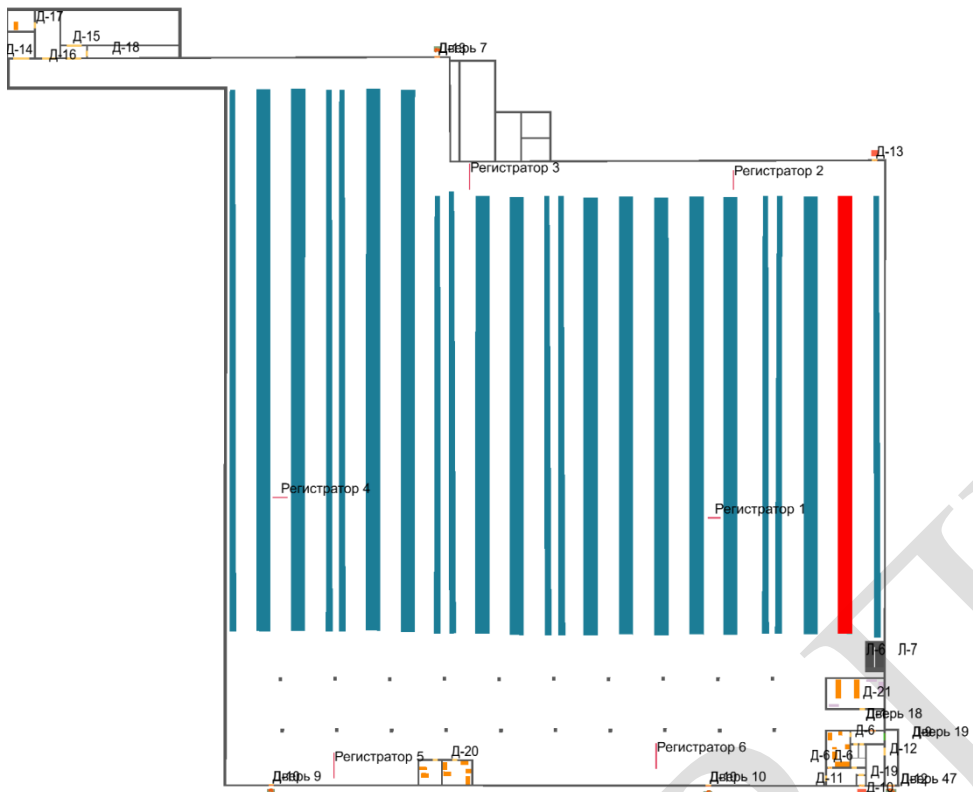 Д-17
Д-15
Д-14
Д-16
Д-18
Дверь 7
Д-13
Регистратор 3
Регистратор 2
Регистратор 4
Регистратор 1
Л-6
Л-7
Д-21
Дверь 18
Д-6
Дверь 19
Регистратор 5
Д-20
Регистратор 6
Д-6
Д-6
Д-12
Дверь 9
Дверь 10
Д-11
Д-19
Д-10
Дверь 47